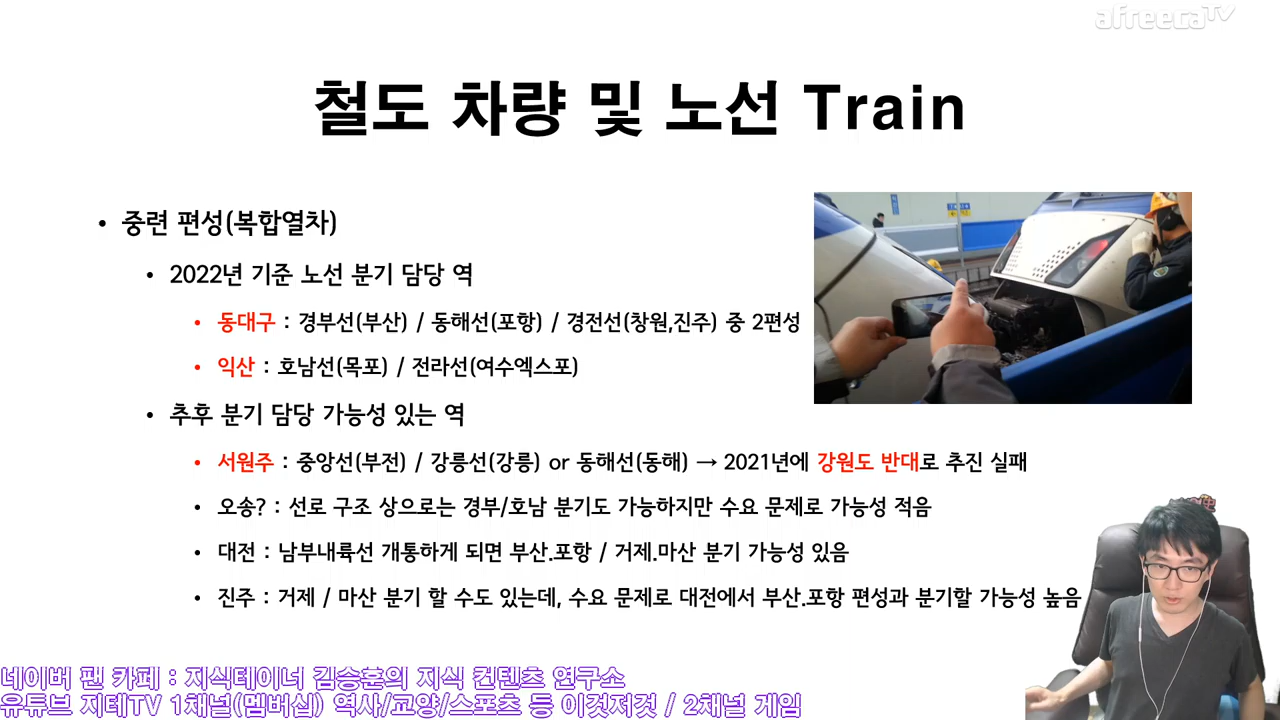 afreecaTV
철도 차량 및 노선 Train
• 중련 편성(복합열차)
• 2022년 기준 노선 분기 담당 역
• 동대구 : 경부선(부산) / 동해선(포항) / 경전선(창원,진주) 중 2편성
• 익산 : 호남선(목포) / 전라선(여수엑스포)
• 추후 분기 담당 가능성 있는 역
• 서원주 : 중앙선(부전) / 강릉선(강릉) or 동해선(동해) → 2021년에 강원도 반대로 추진 실패
• 오송? : 선로 구조 상으로는 경부/호남 분기도 가능하지만 수요 문제로 가능성 적음
• 대전 : 남부내륙선 개통하게 되면 부산.포항 / 거제.마산 분기 가능성 있음
• 진주 : 거제 / 마산 분기 할 수도 있는데, 수요 문제로 대전에서 부산.포항 편성과 분기할 가능성 높음
네이버 팬 카페 : 지식테이너 김승훈의 지식 컨텐츠 연구소
유튜브 지테TV 1채널(멤버십) 역사/교양/스포츠 등 이것저것 / 2채널 게임